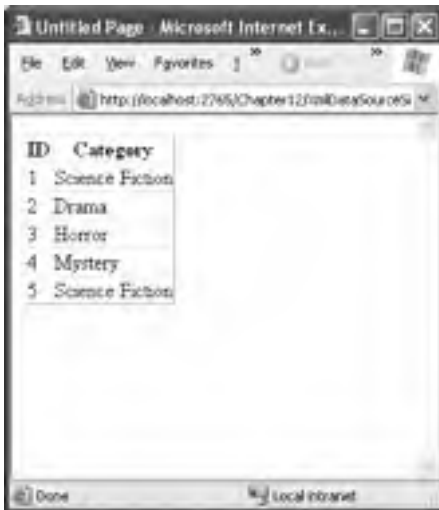 Untitled Page - Microsoft Internet Ex...
File Edit View Favorites
Address http://localhost:2765/Chapter12/XmlDataSourceSi
ID Category
1 Science Fiction
2 Drama
3 Horror
4 Mystery
5 Science Fiction
Done Local intranet